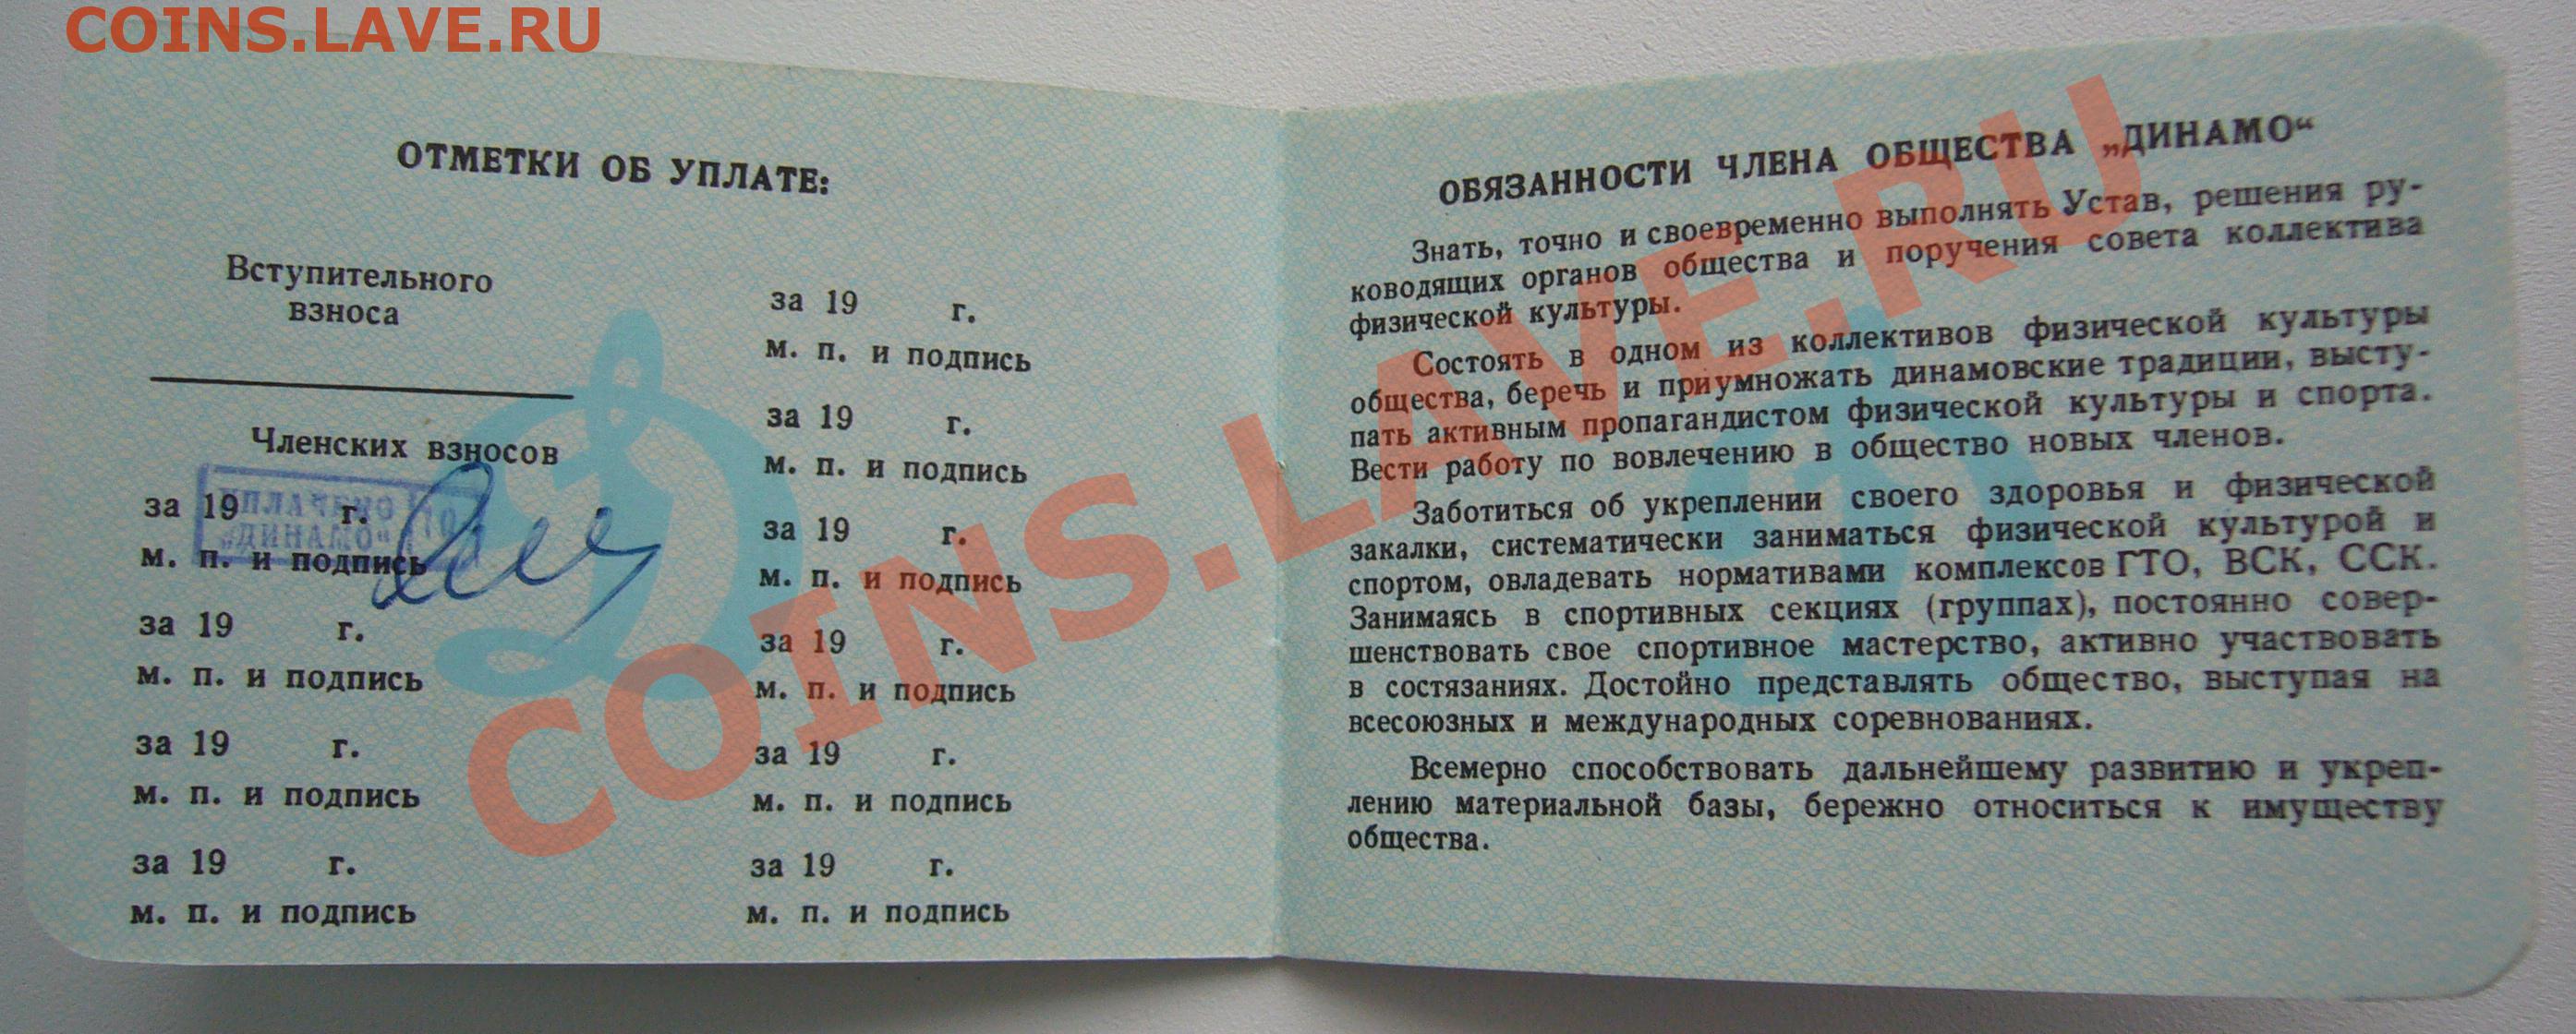 COINS.LAVE.RU
ОТМЕТКИ ОБ УПЛАТЕ:
Вступительного
взноса
Членских взносов
УПЛАЧЕНО
„ДИНАМО“
за 19 г.
м. п. и подпись
за 19 г.
м. п. и подпись
за 19 г.
м. п. и подпись
за 19 г.
м. п. и подпись
за 19 г.
м. п. и подпись
за 19 г.
м. п. и подпись
за 19 г.
м. п. и подпись
за 19 г.
м. п. и подпись
за 19 г.
м. п. и подпись
за 19 г.
м. п. и подпись
ОБЯЗАННОСТИ ЧЛЕНА ОБЩЕСТВА „ДИНАМО“
Знать, точно и своевременно выполнять Устав, решения ру-
ководящих органов общества и поручения совета коллектива
физической культуры.
Состоять в одном из коллективов физической культуры
общества, беречь и приумножать динамовские традиции, высту-
пать активным пропагандистом физической культуры и спорта.
Вести работу по вовлечению в общество новых членов.
Заботиться об укреплении своего здоровья и физической
закалки, систематически заниматься физической культурой и
спортом, овладевать нормативами комплексов ГТО, ВСК, ССК.
Занимаясь в спортивных секциях (группах), постоянно совер-
шенствовать свое спортивное мастерство, активно участвовать
в состязаниях. Достойно представлять общество, выступая на
всесоюзных и международных соревнованиях.
Всемерно способствовать дальнейшему развитию и укреп-
лению материальной базы, бережно относиться к имуществу
общества.
COINS.LAVE.RU